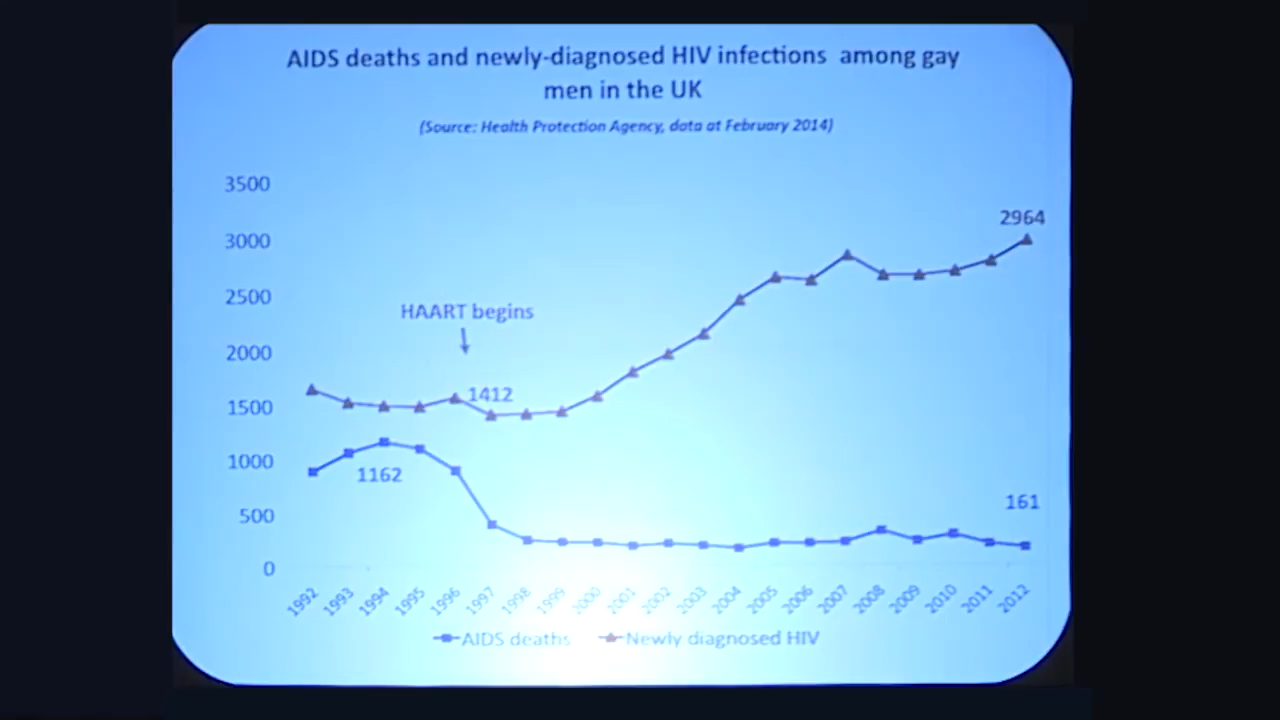 AIDS deaths and newly-diagnosed HIV infections among gay
men in the UK
(Source: Health Protection Agency, data at February 2014)
3500
3000
2500
2000
1500
1000
500
0
HAART begins
1412
1162
2964
161
1992 1993 1994 1995 1996 1997 1998 1999 2000 2001 2002 2003 2004 2005 2006 2007 2008 2009 2010 2011 2012
AIDS deaths Newly diagnosed HIV